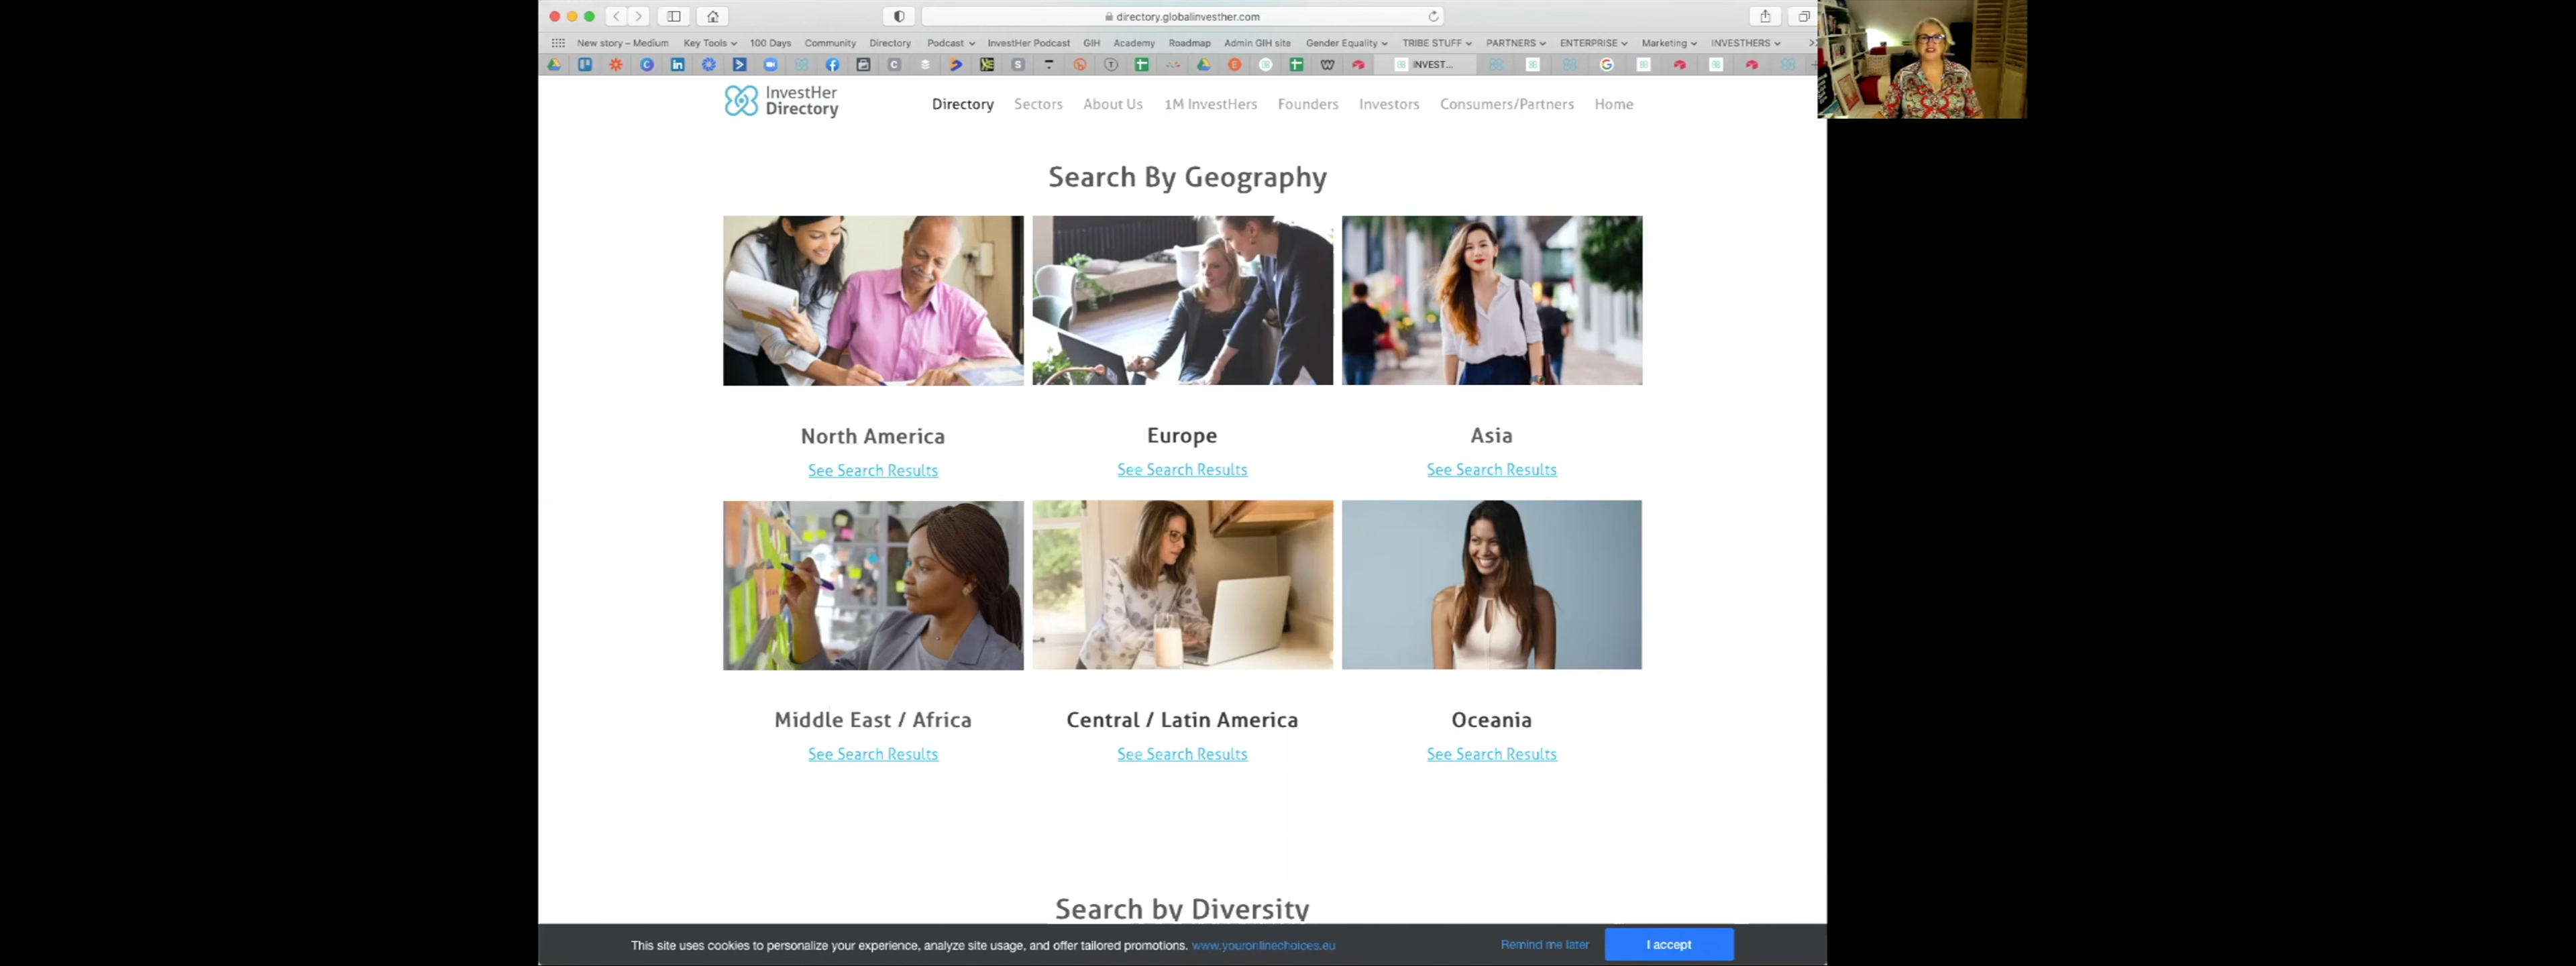 directory.globalinvesther.com
New story – Medium Key Tools 100 Days Community Directory Podcast InvestHer Podcast GIH Academy Roadmap Admin GIH site Gender Equality TRIBE STUFF PARTNERS ENTERPRISE Marketing INVESTHERS
INVEST...
InvestHer
Directory
Directory Sectors About Us 1M InvestHers Founders Investors Consumers/Partners Home
Search By Geography
North America Europe Asia
See Search Results See Search Results See Search Results
Middle East / Africa Central / Latin America Oceania
See Search Results See Search Results See Search Results
Search by Diversity
This site uses cookies to personalize your experience, analyze site usage, and offer tailored promotions. www.youronlinechoices.eu Remind me later I accept